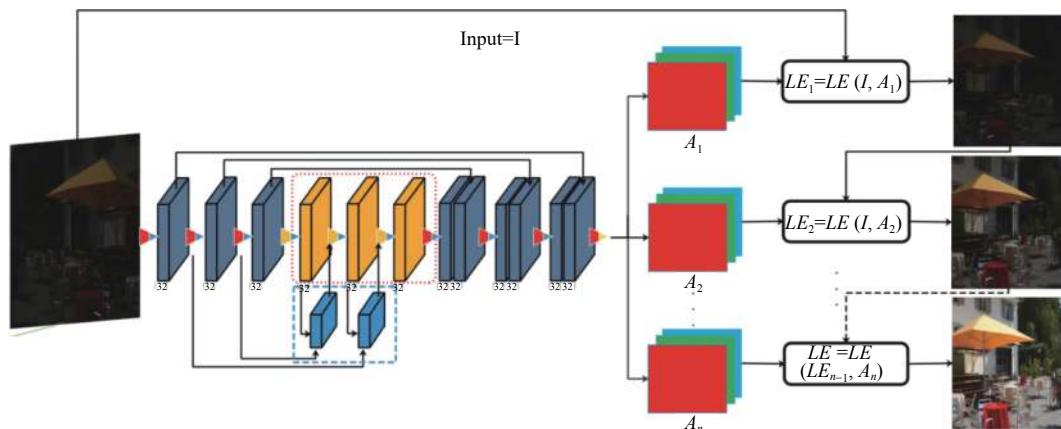 Input=I
LE₁=LE (I, A₁)
A₁
LE₂=LE (I, A₂)
A₂
32 32 32 32 32 32 32 32 32 32 32 32
LE =LE
(LEₙ₋₁, Aₙ)
Aₙ